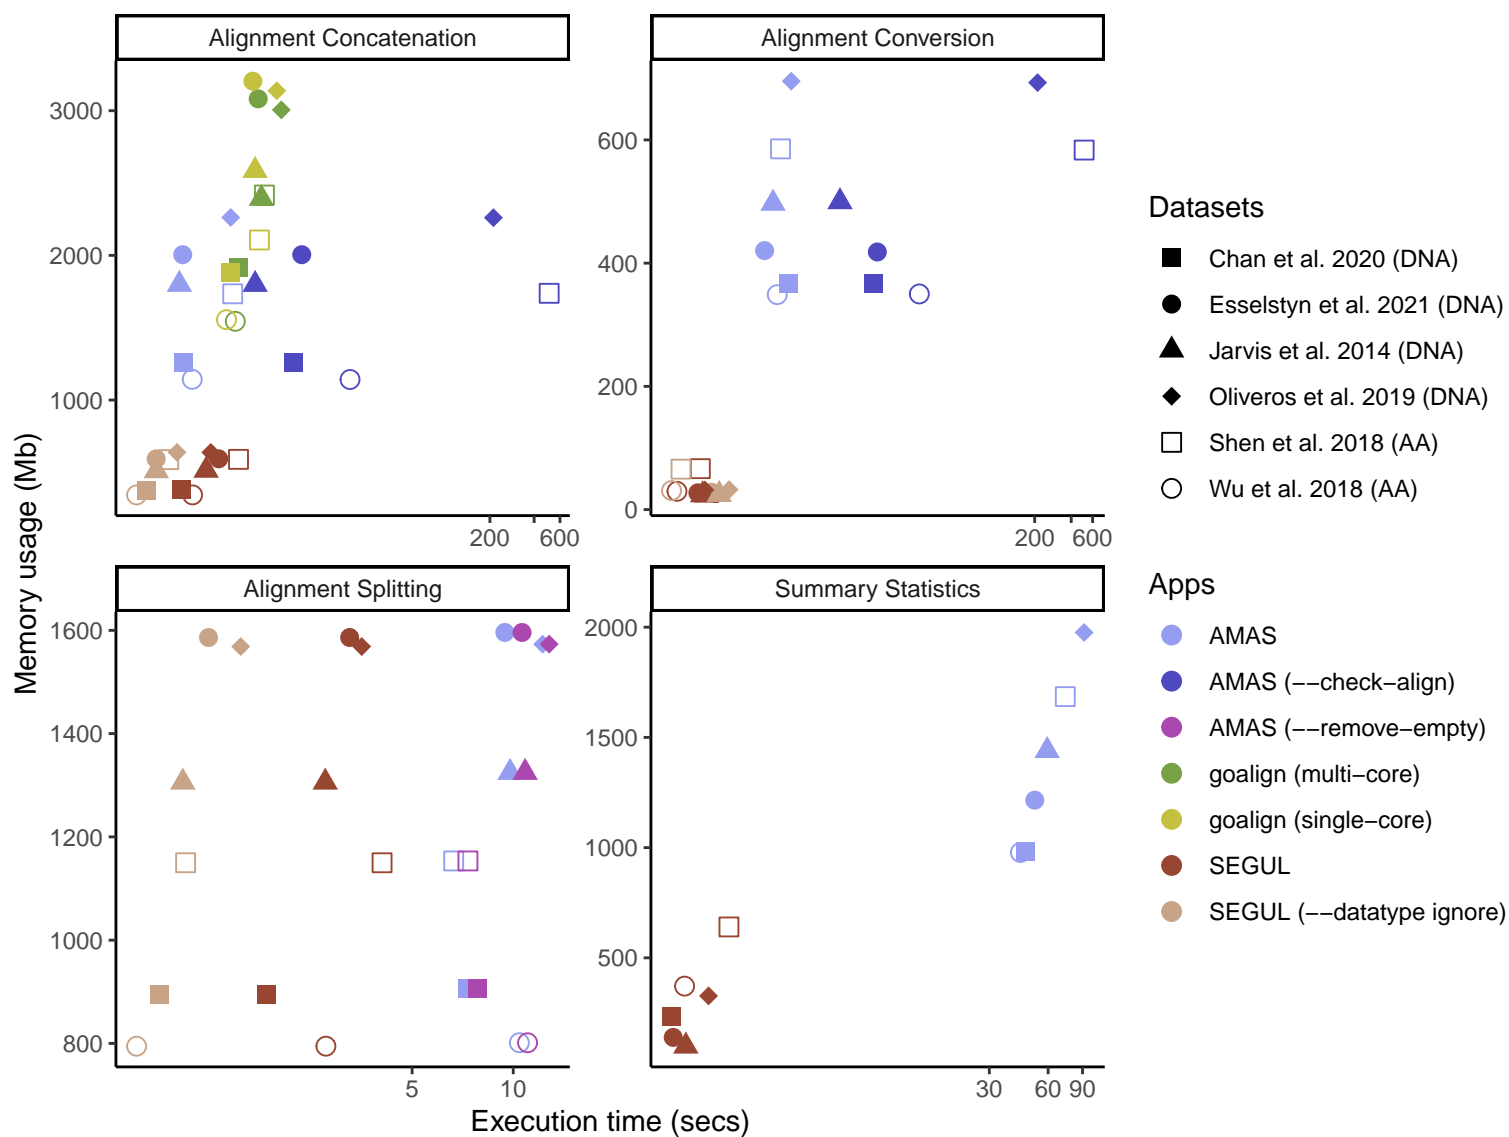 Alignment Concatenation
Alignment Conversion
3000
2000
1000
200
600
600
400
200
0
200
600
Memory usage (Mb)
Alignment Splitting
Summary Statistics
1600
1400
1200
1000
800
5
10
2000
1500
1000
500
30
60
90
Execution time (secs)
Datasets
Chan et al. 2020 (DNA)
Esselstyn et al. 2021 (DNA)
Jarvis et al. 2014 (DNA)
Oliveros et al. 2019 (DNA)
Shen et al. 2018 (AA)
Wu et al. 2018 (AA)
Apps
AMAS
AMAS (−−check−align)
AMAS (−−remove−empty)
goalign (multi−core)
goalign (single−core)
SEGUL
SEGUL (−−datatype ignore)